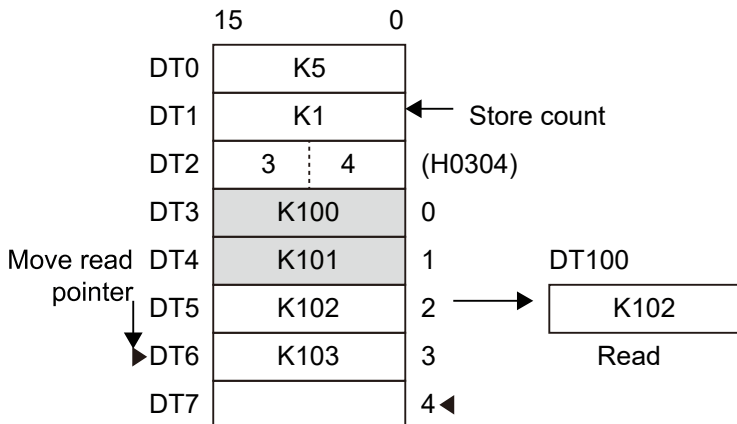 15 0
DT0 K5
DT1 K1 Store count
DT2 3 4 (H0304)
DT3 K100 0
Move read DT4 K101 1 DT100
pointer DT5 K102 2 K102
DT6 K103 3 Read
DT7 4